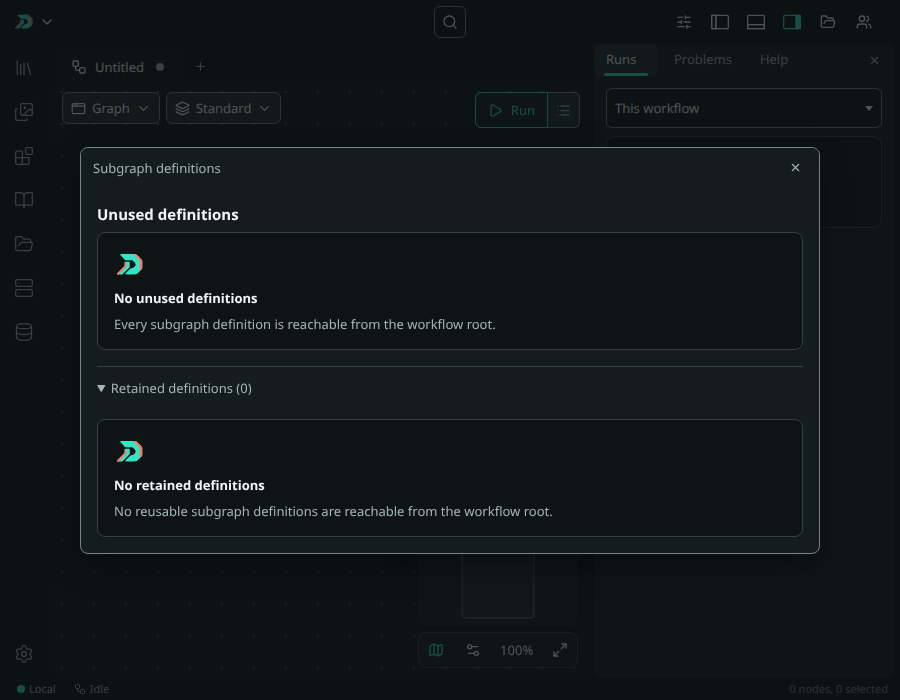 Untitled
Runs
Problems
Help
Graph
Standard
Run
This workflow
Subgraph definitions
Unused definitions
No unused definitions
Every subgraph definition is reachable from the workflow root.
Retained definitions (0)
No retained definitions
No reusable subgraph definitions are reachable from the workflow root.
100%
Local
Idle
0 nodes, 0 selected